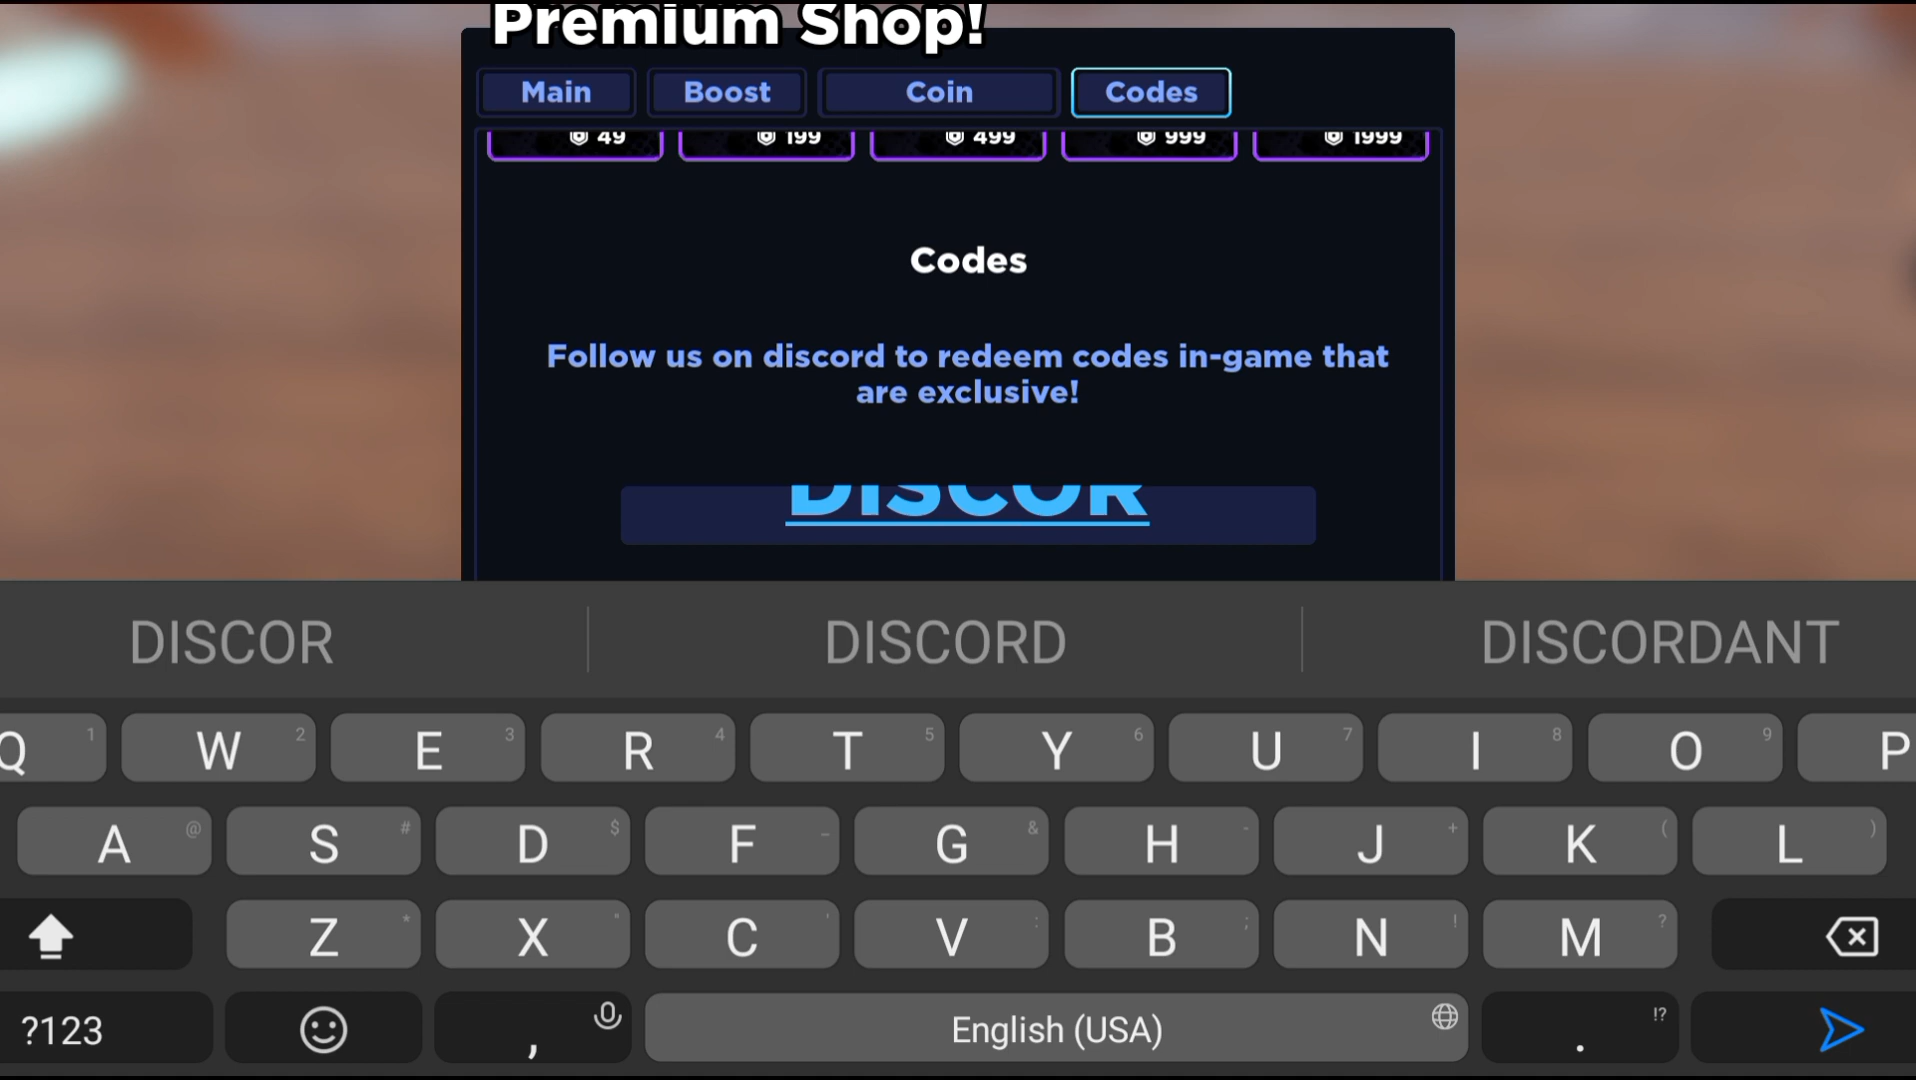 Premium Shop!
Main Boost Coin Codes
49 199 499 999 1999
Codes
Follow us on discord to redeem codes in-game that
are exclusive!
DISCOR
DISCOR DISCORD DISCORDANT
Q 1 W 2 E 3 R 4 T 5 Y 6 U 7 I 8 O 9 P
A @ S # D $ F _ G & H - J + K ( L )
Z * X " C ' V : B ; N ! M ?
?123 , English (USA) . !?